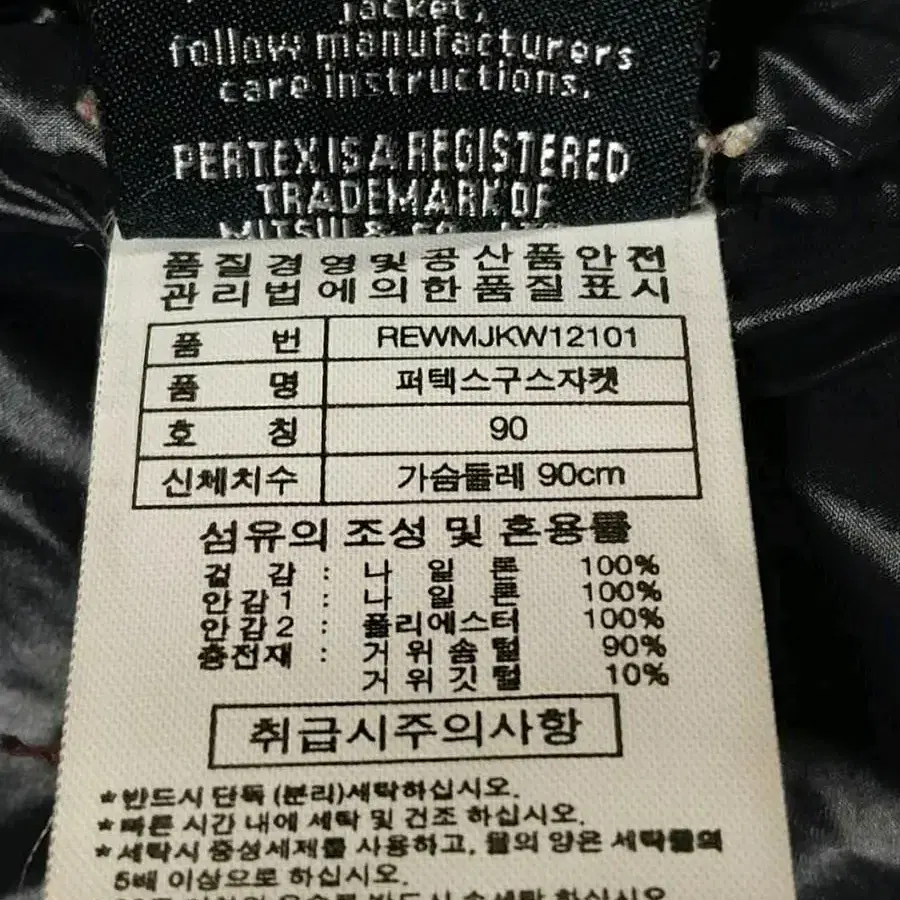 jacket,
follow manufacturers
care instructions.
PERTEX IS A REGISTERED
TRADEMARK OF
MITSUI & CO., LTD.
품질경영및공산품안전
관리법에의한품질표시
품 번 REWMJKW12101
품 명 퍼텍스구스자켓
호 칭 90
신체치수 가슴둘레 90cm
섬유의 조성 및 혼용률
겉 감 : 나 일 론 100%
안감1 : 나 일 론 100%
안감2 : 폴리에스터 100%
충전재 : 거위솜털 90%
거위깃털 10%
취급시주의사항
*반드시 단독 (분리)세탁하십시오.
*빠른 시간 내에 세탁 및 건조 하십시오.
*세탁시 중성세제를 사용하고, 물의 양은 세탁물의
5배 이상으로 하십시오.